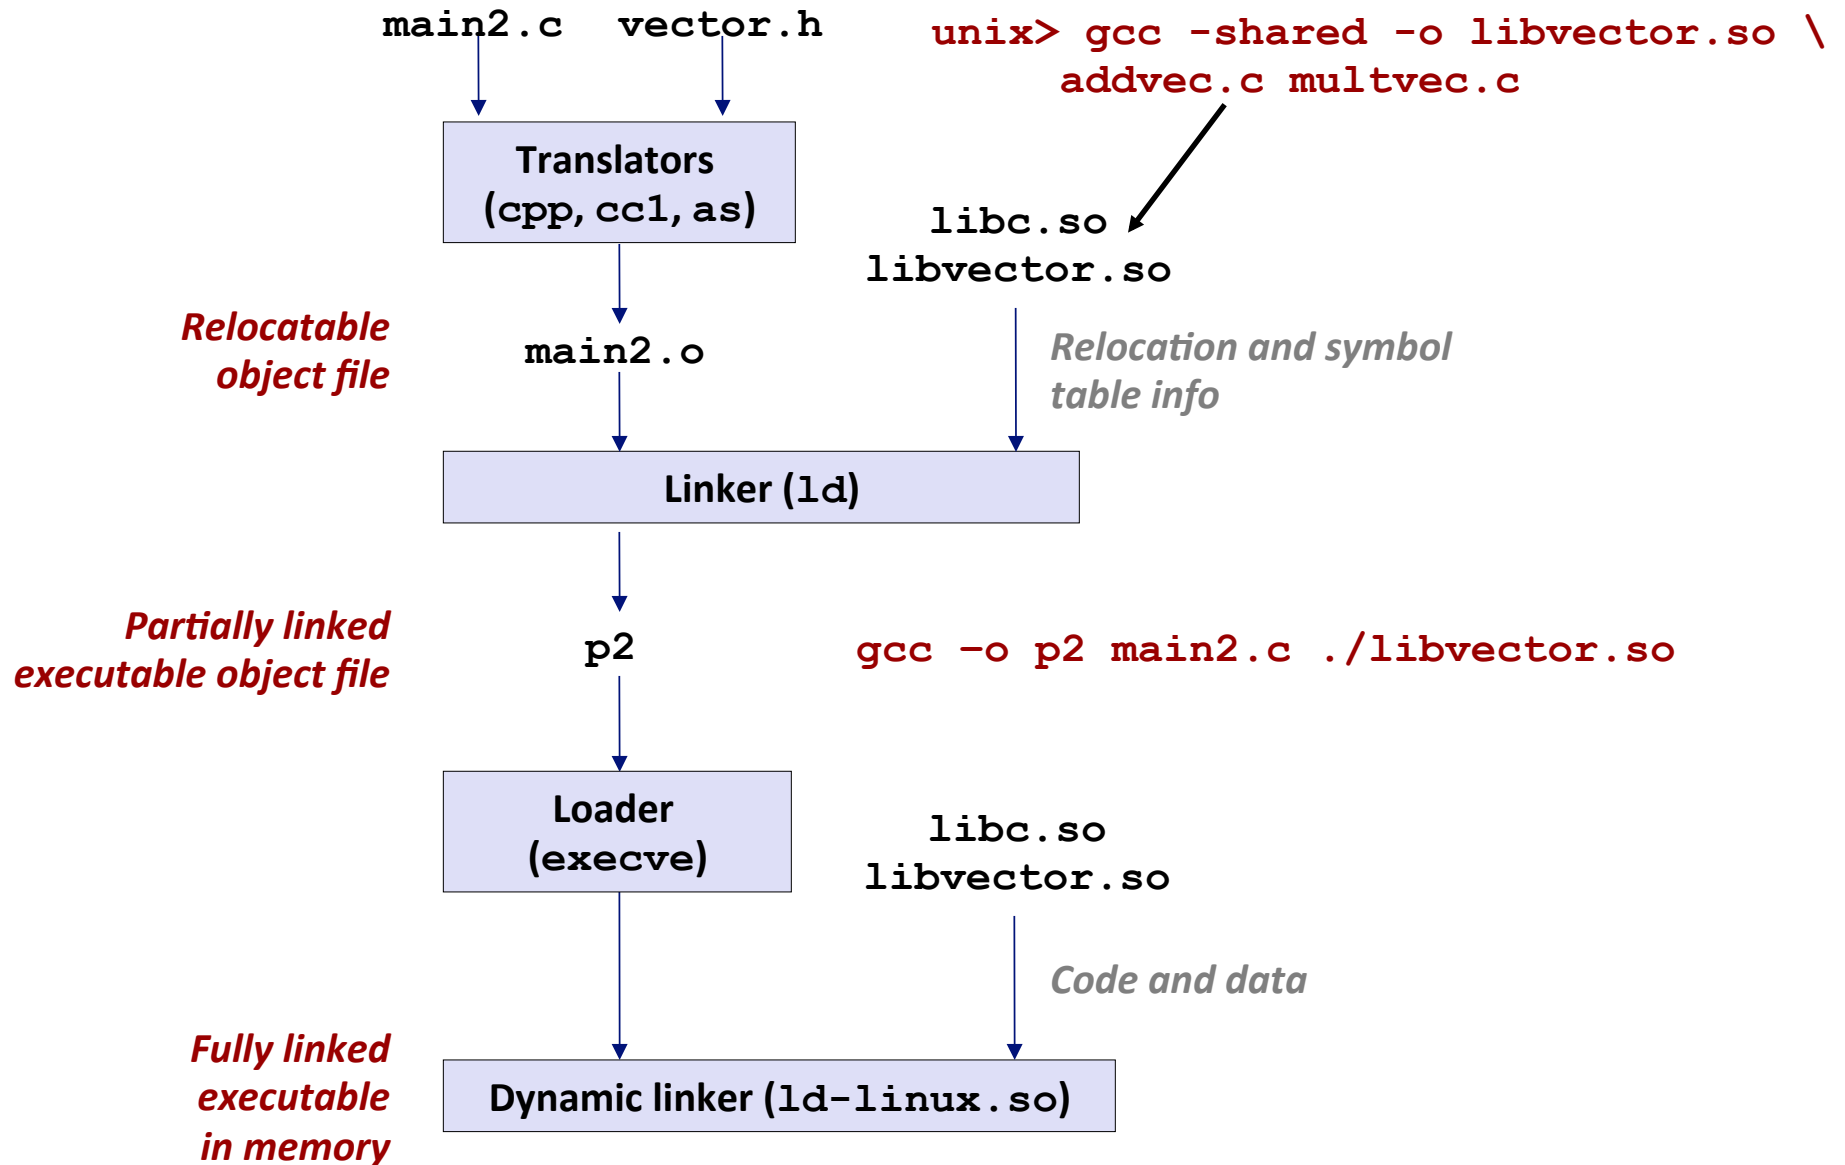 main2.c vector.h
unix> gcc -shared -o libvector.so \
addvec.c multvec.c
Translators
(cpp, cc1, as)
libc.so
libvector.so
Relocatable
object file
main2.o
Relocation and symbol
table info
Linker (ld)
Partially linked
executable object file
p2
gcc –o p2 main2.c ./libvector.so
Loader
(execve)
libc.so
libvector.so
Code and data
Fully linked
executable
in memory
Dynamic linker (ld-linux.so)